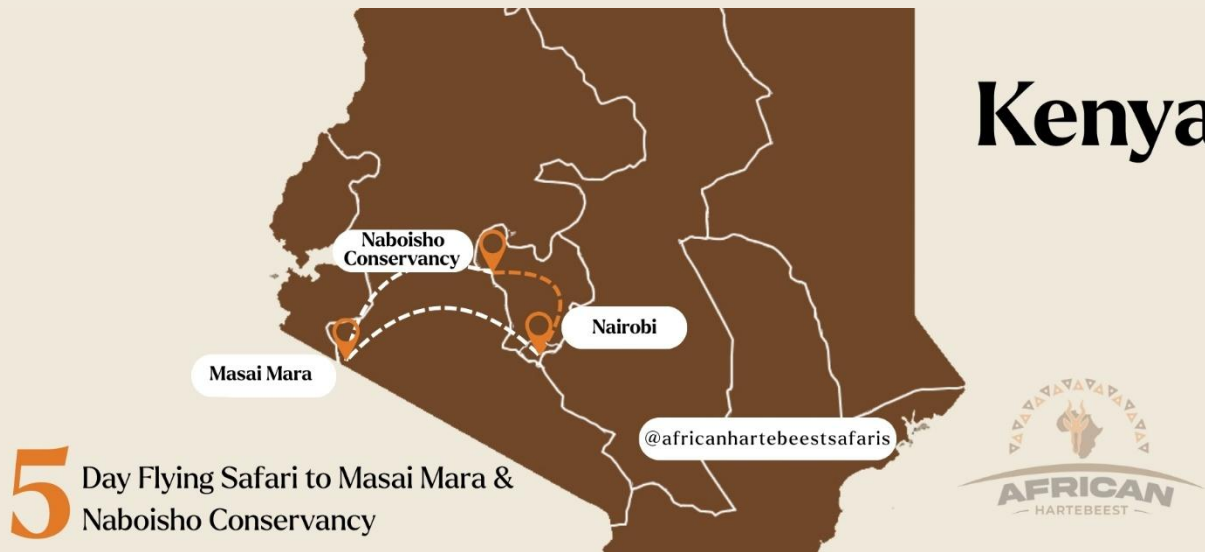 Kenya
Naboisho
Conservancy
Nairobi
Masai Mara
@africanhartebeestsafaris
5
Day Flying Safari to Masai Mara &
Naboisho Conservancy
AFRICAN
HARTEBEEST